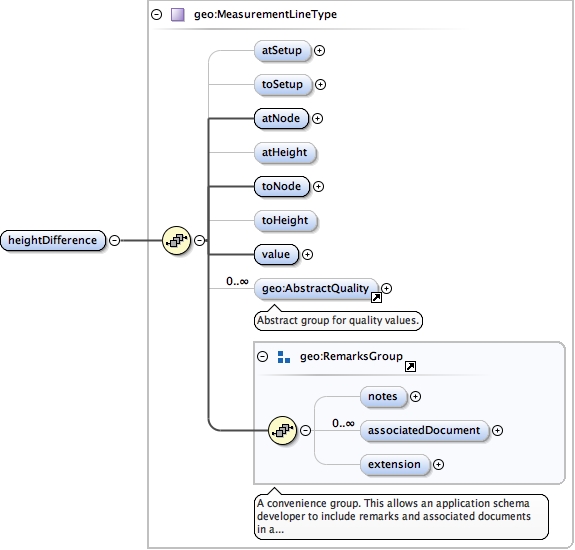 geo:MeasurementLineType
atSetup
toSetup
atNode
atHeight
toNode
toHeight
heightDifference
value
0..∞
geo:AbstractQuality
Abstract group for quality values.
geo:RemarksGroup
notes
0..∞
associatedDocument
extension
A convenience group. This allows an application schema
developer to include remarks and associated documents
in a...